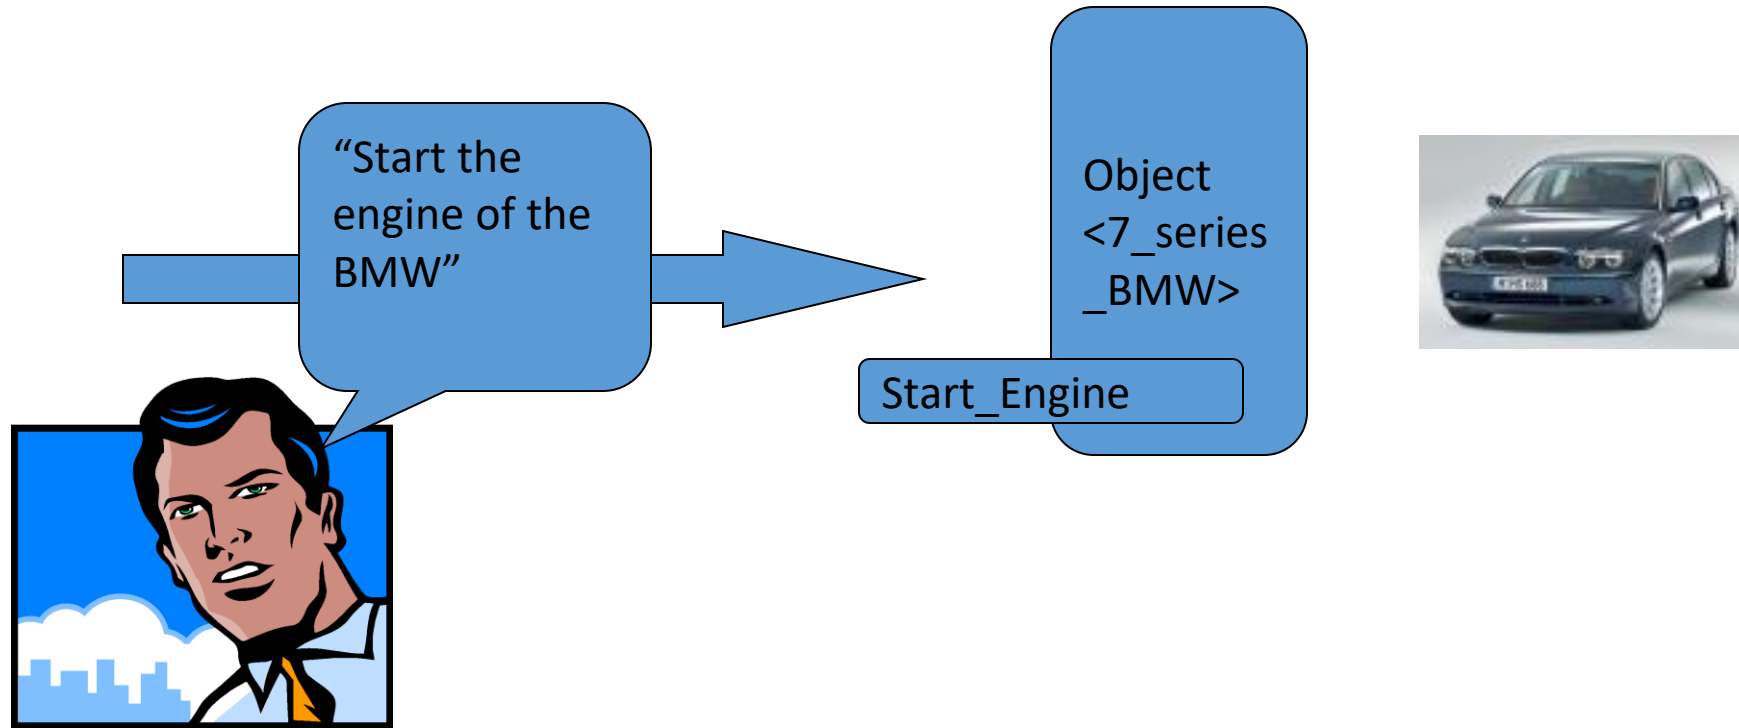 “Start the
engine of the
BMW”
Object
<7_series
_BMW>
Start_Engine